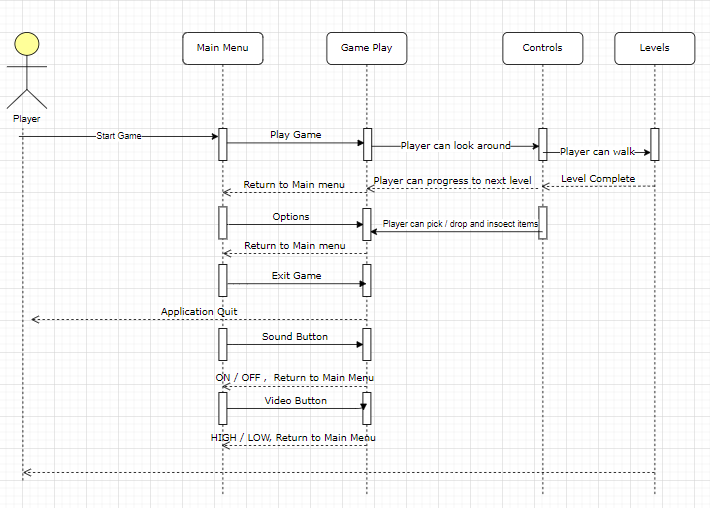 Main Menu
Game Play
Controls
Levels
Player
Start Game
Play Game
Player can look around
Player can walk
Return to Main menu
Player can progress to next level
Level Complete
Options
Player can pick / drop and insoect items
Return to Main menu
Exit Game
Application Quit
Sound Button
ON / OFF , Return to Main Menu
Video Button
HIGH / LOW, Return to Main Menu